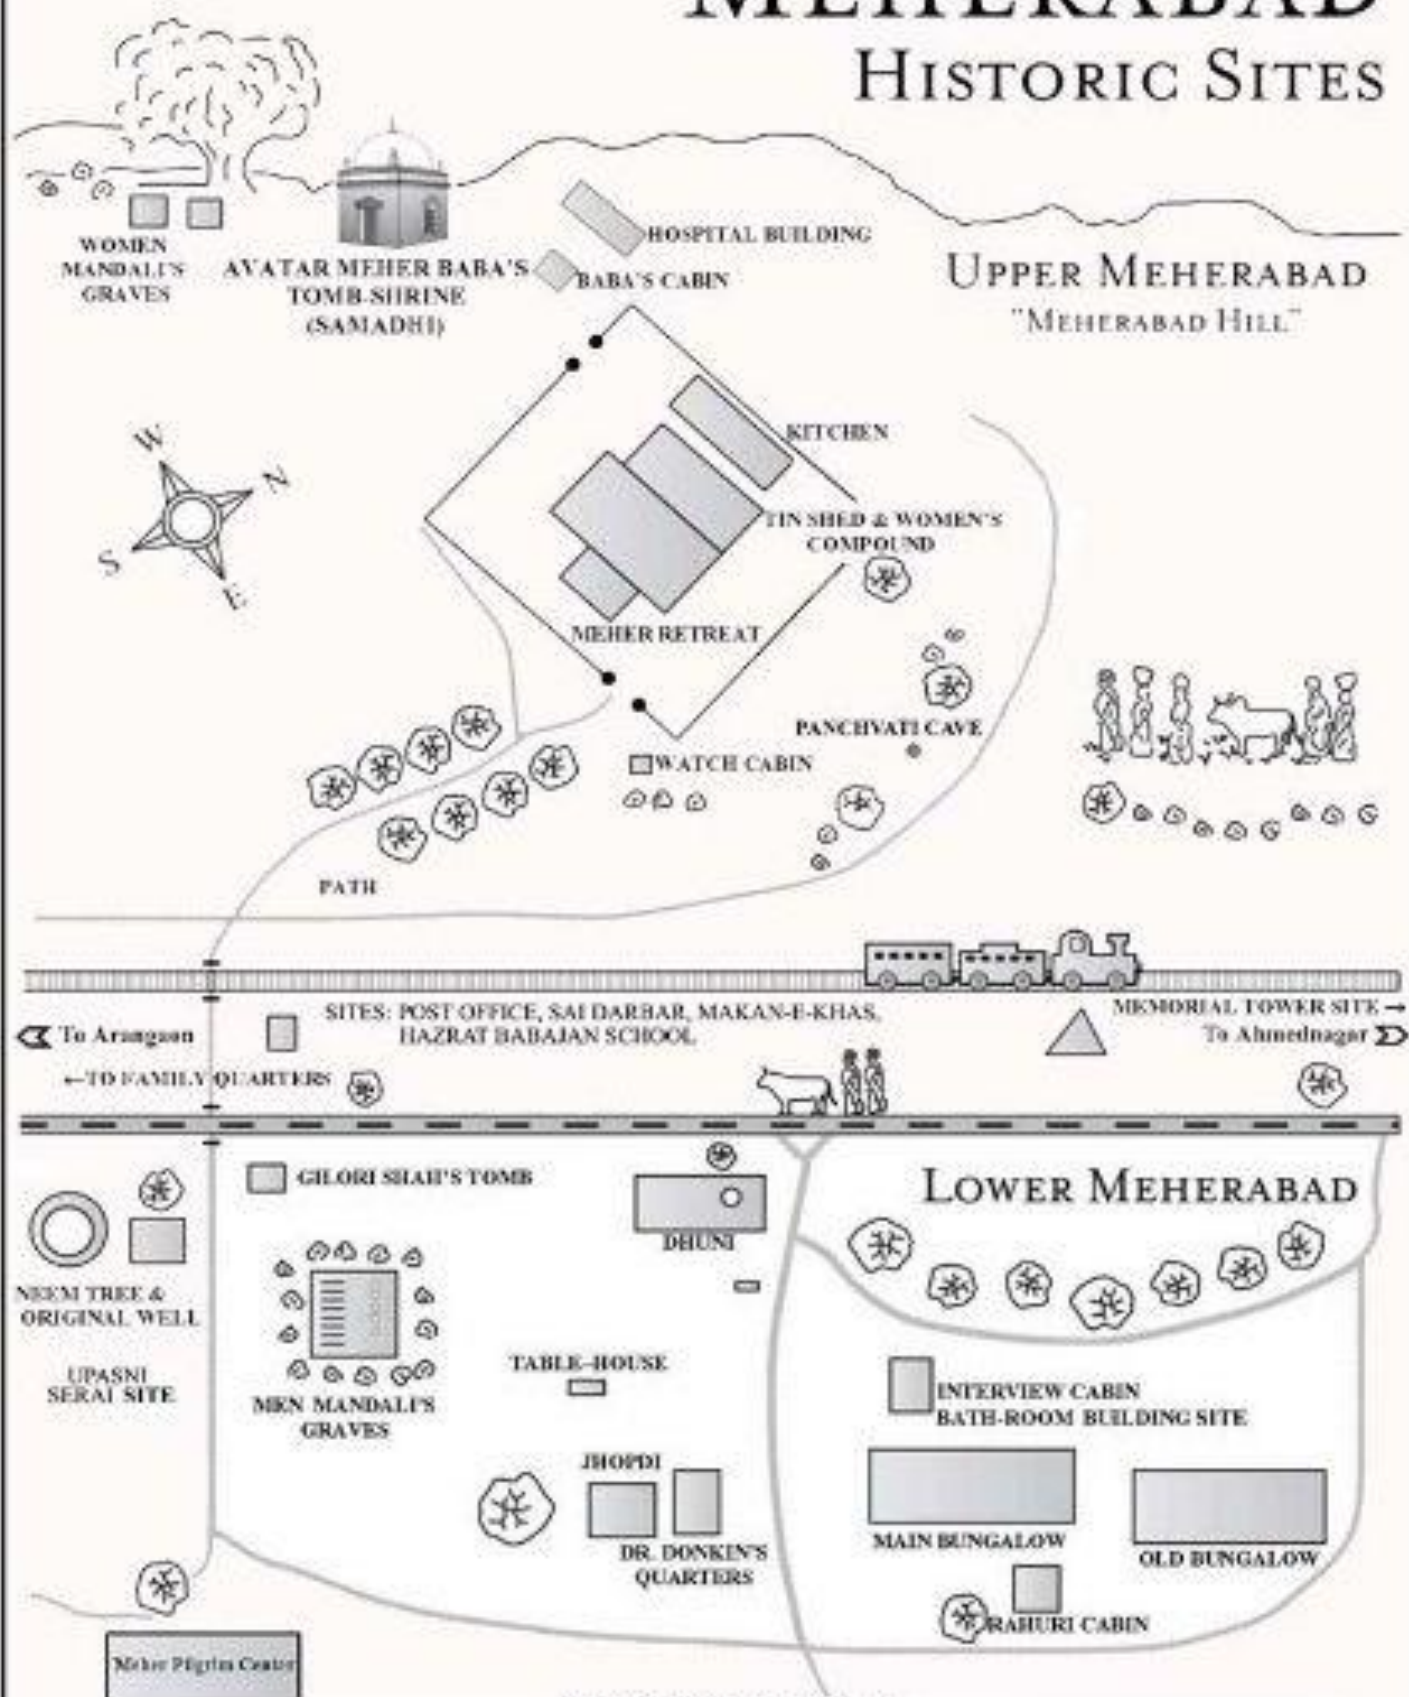 MEHERABAD
HISTORIC SITES
WOMEN
MANDALI'S
GRAVES
AVATAR MEHER BABA'S
TOMB-SHRINE
(SAMADHI)
HOSPITAL BUILDING
BABA'S CABIN
UPPER MEHERABAD
"MEHERABAD HILL"
W
N
S
E
KITCHEN
TIN SHED & WOMEN'S
COMPOUND
MEHER RETREAT
PANCHVATI CAVE
WATCH CABIN
PATH
SITES: POST OFFICE, SAI DARBAR, MAKAN-E-KHAS,
HAZRAT BABAJAN SCHOOL
MEMORIAL TOWER SITE →
To Arangaon
To Ahmednagar
←TO FAMILY QUARTERS
GILORI SHAH'S TOMB
DHUNI
LOWER MEHERABAD
NEEM TREE &
ORIGINAL WELL
UPASNI
SERAI SITE
MEN MANDALI'S
GRAVES
TABLE-HOUSE
INTERVIEW CABIN
BATH-ROOM BUILDING SITE
JHOPDI
DR. DONKIN'S
QUARTERS
MAIN BUNGALOW
OLD BUNGALOW
RAHURI CABIN
Meher Pilgrim Center